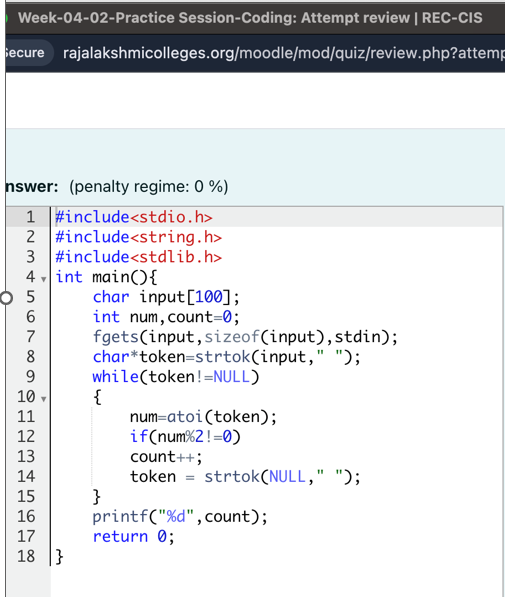 Week-04-02-Practice Session-Coding: Attempt review | REC-CIS
Secure rajalakshmicolleges.org/moodle/mod/quiz/review.php?attemp
nswer: (penalty regime: 0 %)
1 #include<stdio.h>
2 #include<string.h>
3 #include<stdlib.h>
4 int main(){
5 char input[100];
6 int num,count=0;
7 fgets(input,sizeof(input),stdin);
8 char*token=strtok(input," ");
9 while(token!=NULL)
10 {
11 num=atoi(token);
12 if(num%2!=0)
13 count++;
14 token = strtok(NULL," ");
15 }
16 printf("%d",count);
17 return 0;
18 }